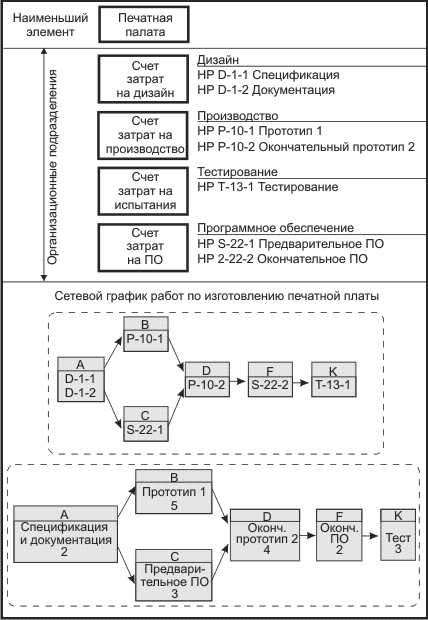 Наименьший
элемент
Печатная
палата
Организационные подразделения
Счет
затрат
на дизайн
Дизайн
НР D-1-1 Спецификация
НР D-1-2 Документация
Счет
затрат на
производство
Производство
НР Р-10-1 Прототип 1
НР Р-10-2 Окончательный прототип 2
Счет
затрат на
испытания
Тестирование
НР Т-13-1 Тестирование
Счет
затрат
на ПО
Программное обеспечение
НР S-22-1 Предварительное ПО
НР 2-22-2 Окончательное ПО
Сетевой график работ по изготовлению печатной платы
A
D-1-1
D-1-2
B
P-10-1
C
S-22-1
D
P-10-2
F
S-22-2
K
T-13-1
A
Спецификация
и документация
2
B
Прототип 1
5
C
Предвари-
тельное ПО
3
D
Оконч.
прототип 2
4
F
Оконч.
ПО
2
K
Тест
3